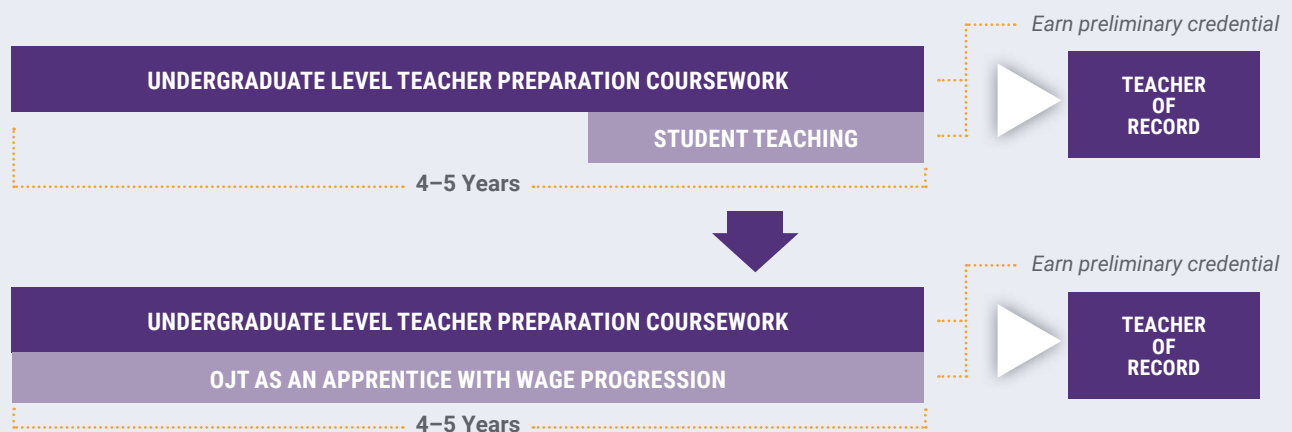 Earn preliminary credential
UNDERGRADUATE LEVEL TEACHER PREPARATION COURSEWORK
TEACHER
OF
RECORD
STUDENT TEACHING
4–5 Years
Earn preliminary credential
UNDERGRADUATE LEVEL TEACHER PREPARATION COURSEWORK
TEACHER
OF
RECORD
OJT AS AN APPRENTICE WITH WAGE PROGRESSION
4–5 Years